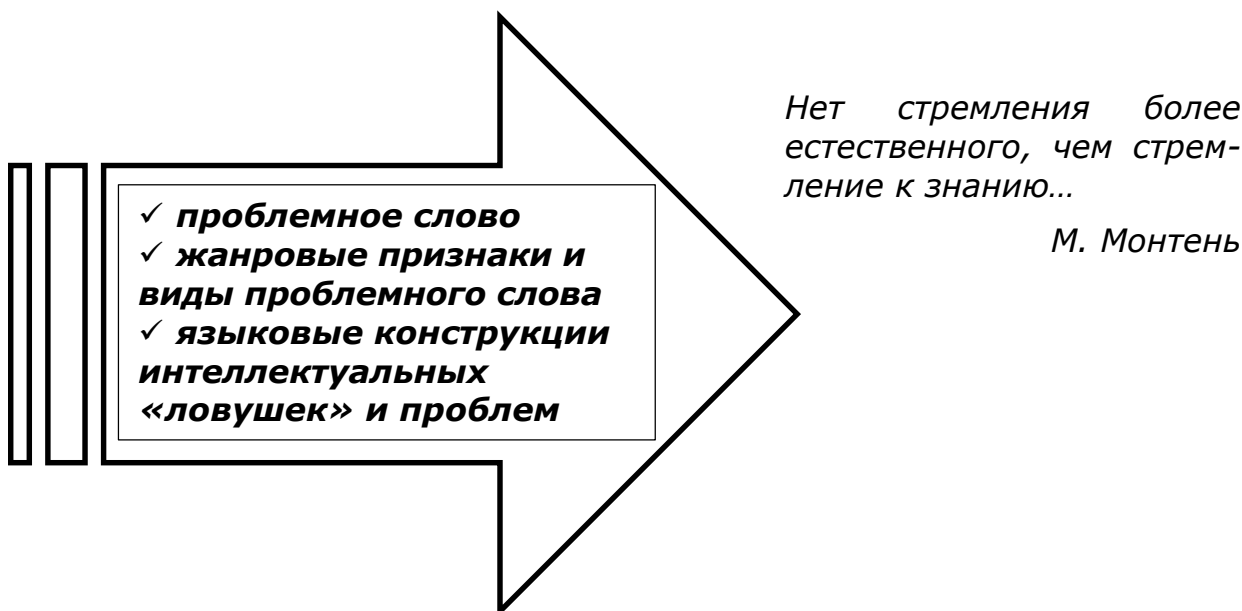 ✓ проблемное слово
✓ жанровые признаки и
виды проблемного слова
✓ языковые конструкции
интеллектуальных
«ловушек» и проблем
Нет стремления более
естественного, чем стрем-
ление к знанию…
М. Монтень